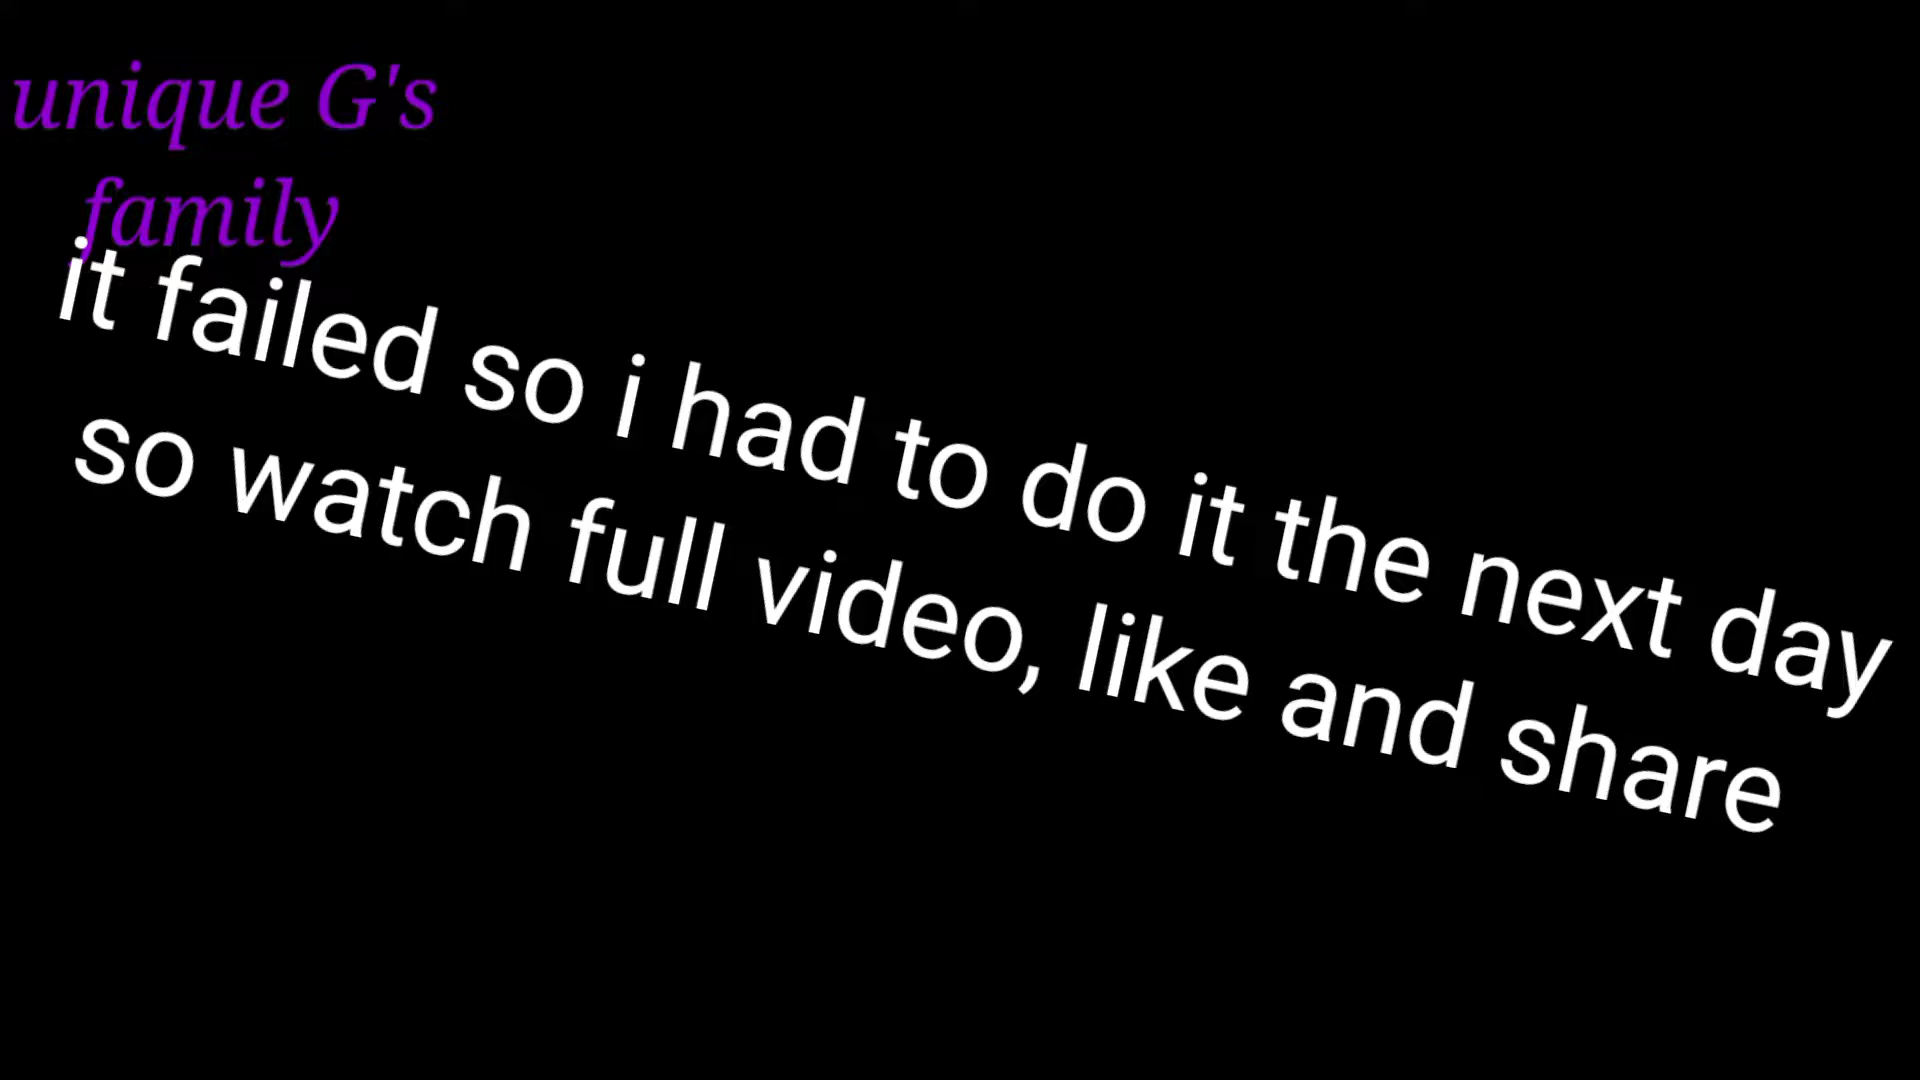 unique G's
family
it failed so i had to do it the next day
so watch full video, like and share